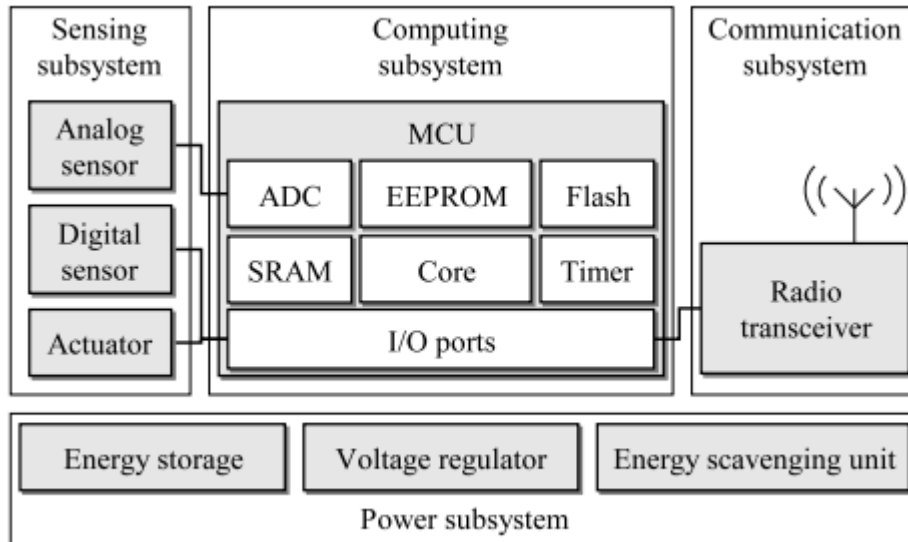 Sensing
subsystem
Analog
sensor
Digital
sensor
Actuator
Computing
subsystem
MCU
ADC
EEPROM
Flash
SRAM
Core
Timer
I/O ports
Communication
subsystem
Radio
transceiver
Energy storage
Voltage regulator
Energy scavenging unit
Power subsystem